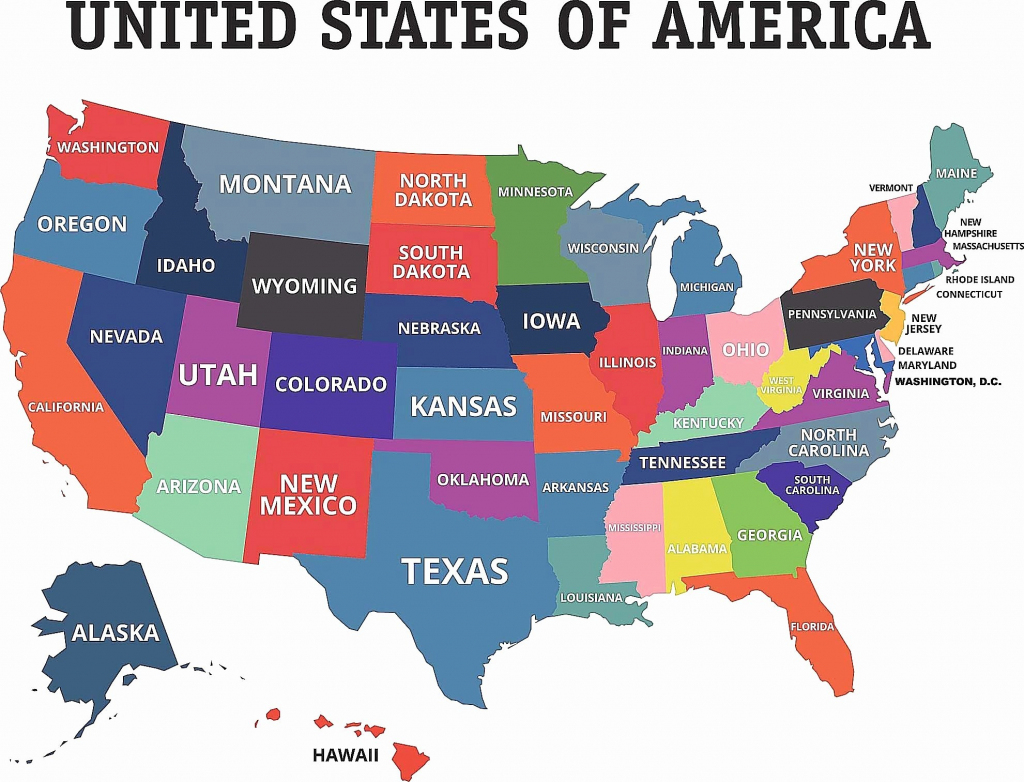 UNITED STATES OF AMERICA
WASHINGTON
MONTANA
NORTH
DAKOTA
MINNESOTA
MAINE
VERMONT
OREGON
IDAHO
SOUTH
DAKOTA
WISCONSIN
NEW
HAMPSHIRE
MASSACHUSETTS
NEW
YORK
WYOMING
MICHIGAN
RHODE ISLAND
CONNECTICUT
NEVADA
NEBRASKA
IOWA
PENNSYLVANIA
NEW
JERSEY
UTAH
COLORADO
ILLINOIS
INDIANA
OHIO
DELAWARE
MARYLAND
WASHINGTON, D.C.
WEST
VIRGINIA
VIRGINIA
CALIFORNIA
KANSAS
MISSOURI
KENTUCKY
NORTH
CAROLINA
ARIZONA
NEW
MEXICO
OKLAHOMA
ARKANSAS
TENNESSEE
SOUTH
CAROLINA
MISSISSIPPI
ALABAMA
GEORGIA
TEXAS
LOUISIANA
FLORIDA
ALASKA
HAWAII